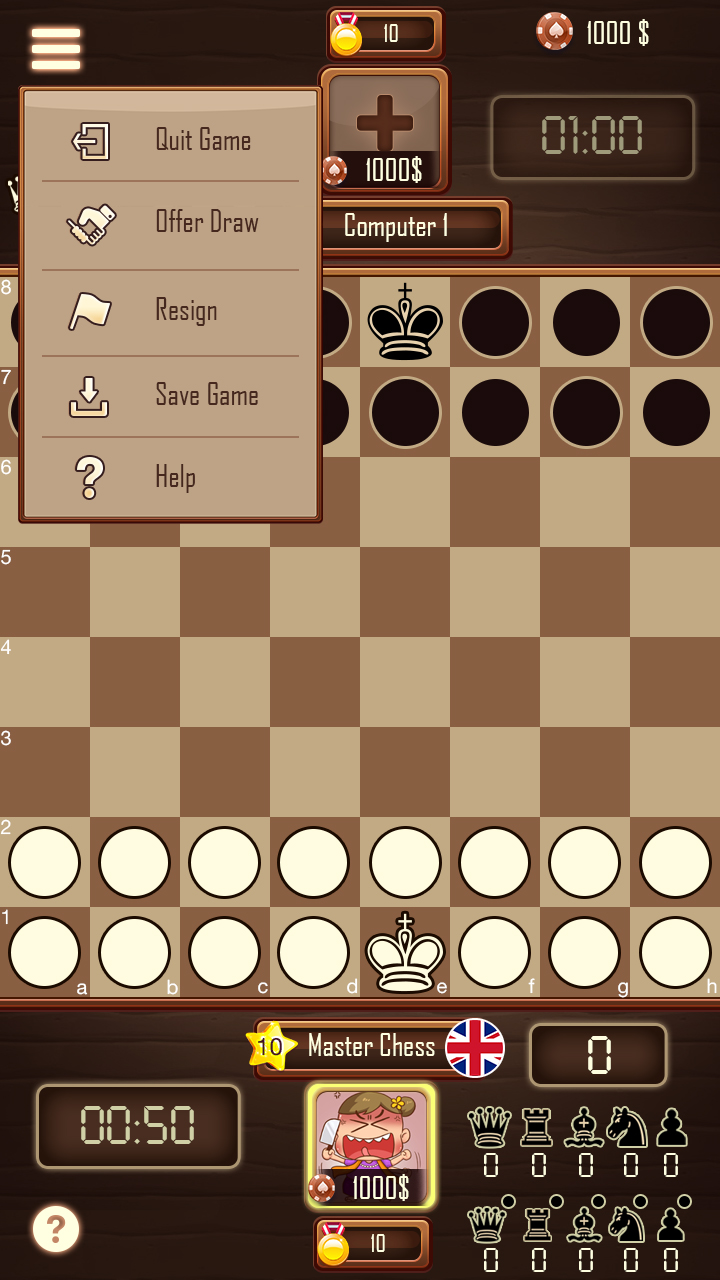 10
1000 $
01:00
1000$
Quit Game
Offer Draw
Resign
Save Game
Help
?
Computer 1
8
7
6
5
4
3
2
1
a b c d e f g h
10 Master Chess
0
00:50
1000$
0 0 0 0 0
?
10
0 0 0 0 0